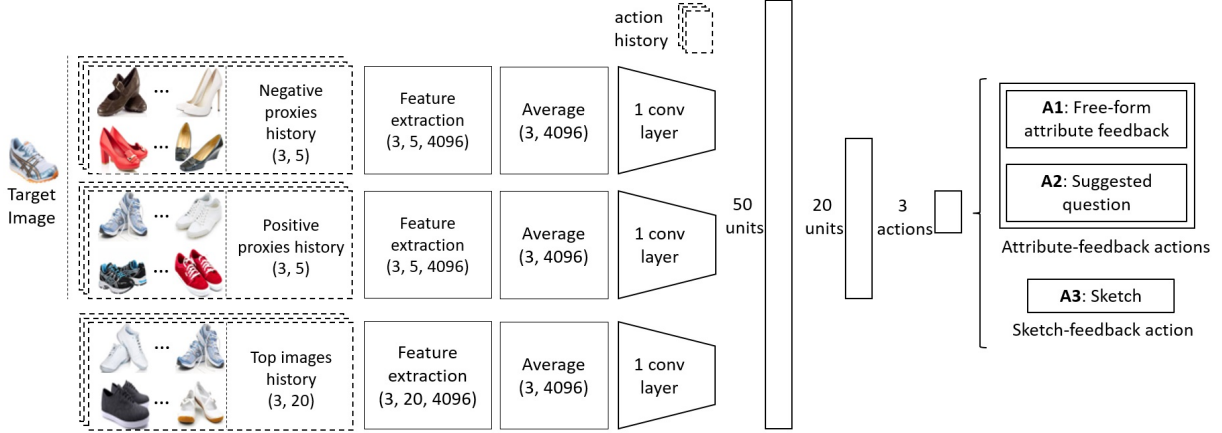 Target
Image
Negative
proxies
history
(3, 5)
Feature
extraction
(3, 5, 4096)
Average
(3, 4096)
1 conv
layer
Positive
proxies history
(3, 5)
Feature
extraction
(3, 5, 4096)
Average
(3, 4096)
1 conv
layer
Top images
history
(3, 20)
Feature
extraction
(3, 20, 4096)
Average
(3, 4096)
1 conv
layer
action
history
50
units
20
units
3
actions
A1: Free-form
attribute feedback
A2: Suggested
question
Attribute-feedback actions
A3: Sketch
Sketch-feedback action